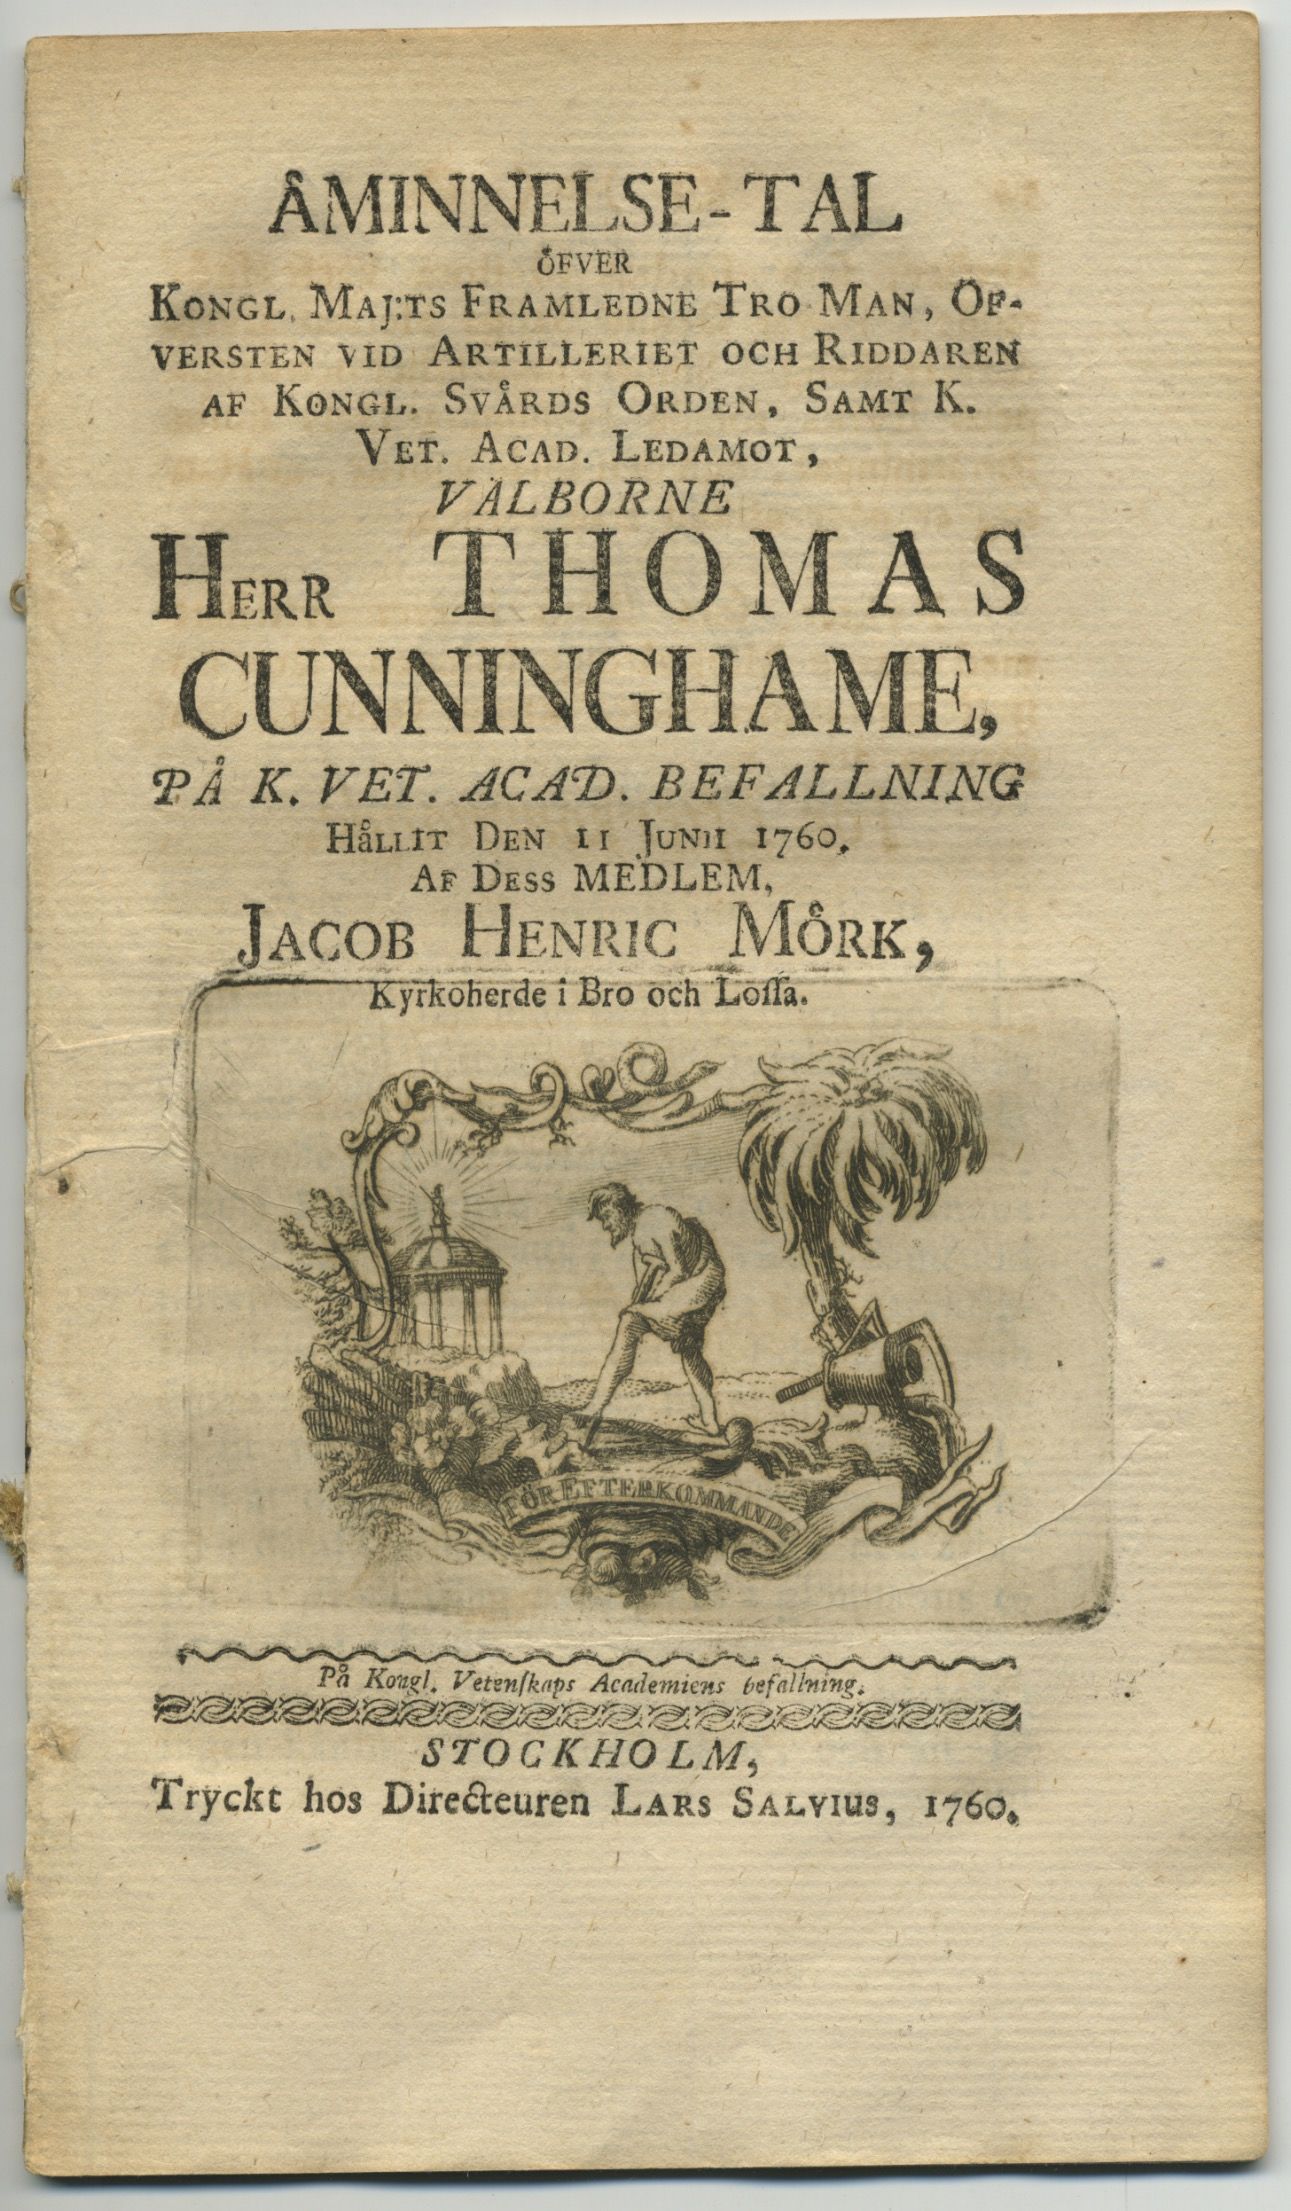 ÅMINNELSE-TAL
ÖFVER
KONGL. MAJ:TS FRAMLEDNE TRO MAN, ÖF-
VERSTEN VID ARTILLERIET OCH RIDDAREN
AF KONGL. SVÅRDS ORDEN, SAMT K.
VET. ACAD. LEDAMOT,
VÄLBORNE
HERR THOMAS
CUNNINGHAME,
PÅ K. VET. ACAD. BEFALLNING
HåLLIT DEN 11 JUNII 1760.
AF DESS MEDLEM,
JACOB HENRIC MÖRK,
Kyrkoherde i Bro och Loſſa.
FÖR EFTERKOMMANDE
På Kongl. Vetenſkaps Academiens befallning.
STOCKHOLM,
Tryckt hos Directeuren LARS SALVIUS, 1760.